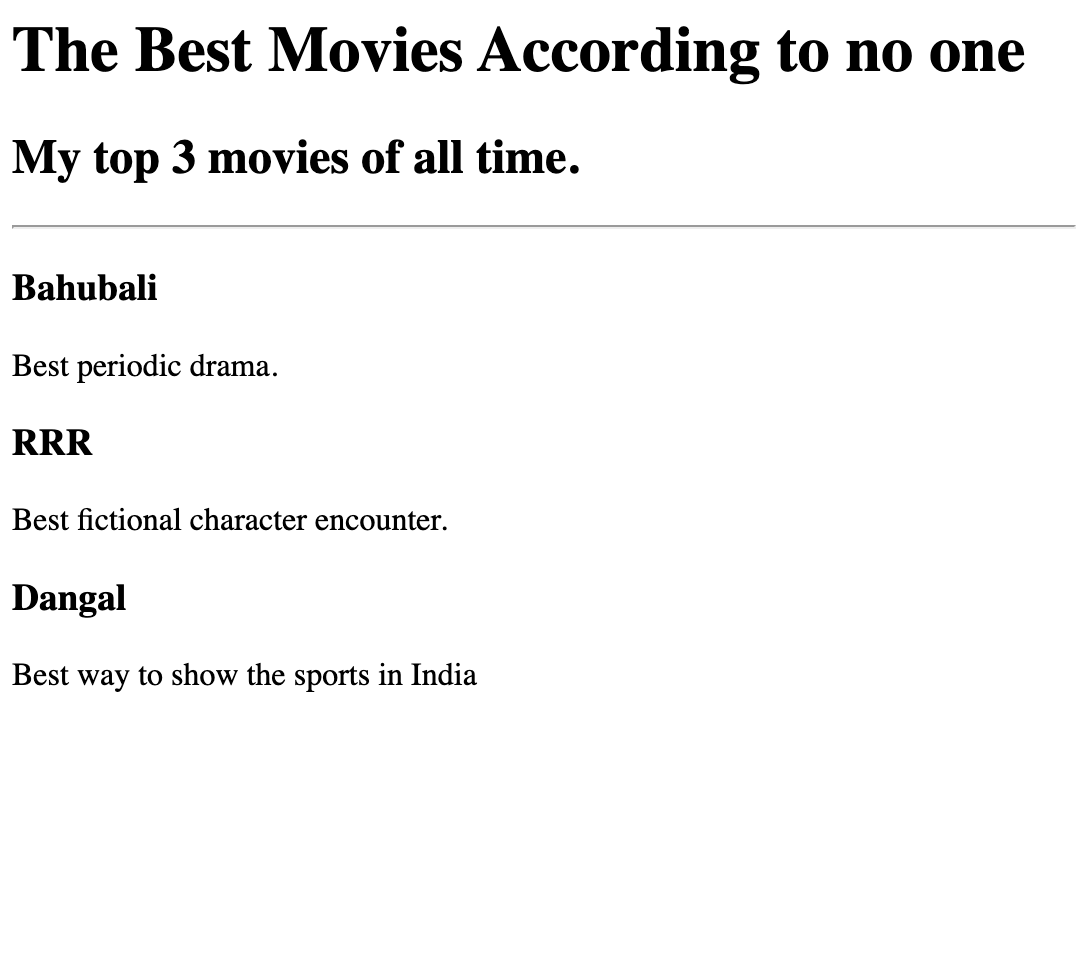 The Best Movies According to no one
My top 3 movies of all time.
Bahubali
Best periodic drama.
RRR
Best fictional character encounter.
Dangal
Best way to show the sports in India